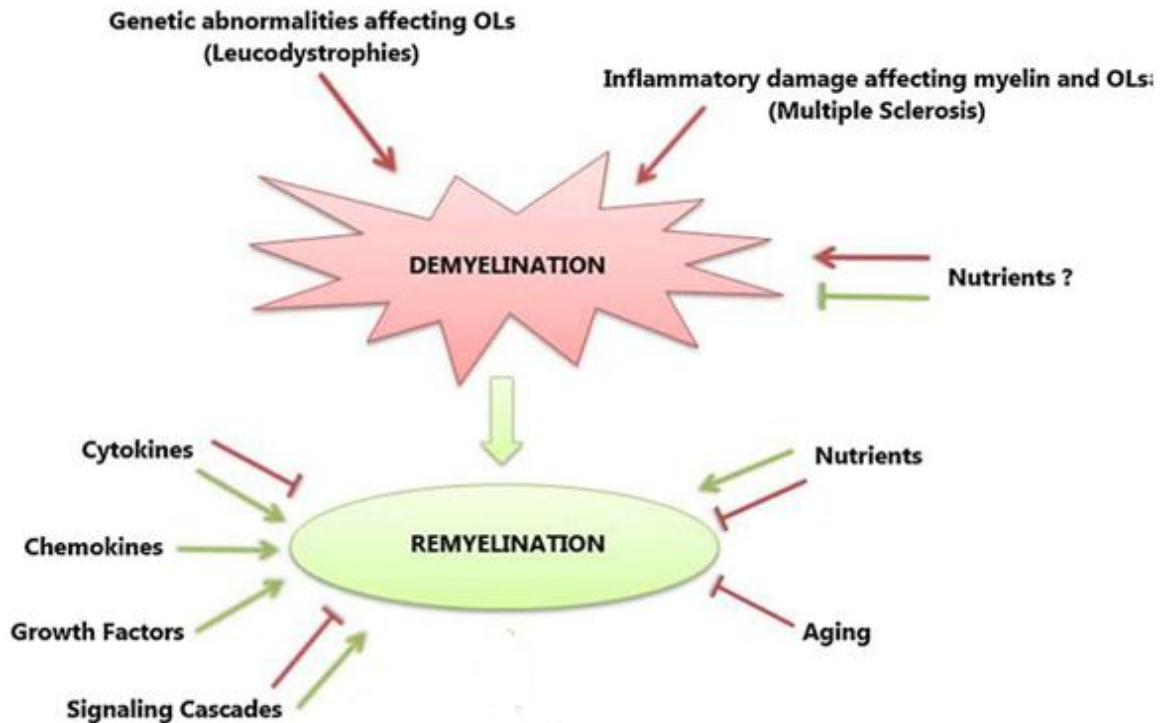 Genetic abnormalities affecting OLs
(Leucodystrophies)
Inflammatory damage affecting myelin and OLs:
(Multiple Sclerosis)
DEMYELINATION
Nutrients ?
Cytokines
Nutrients
Chemokines
REMYELINATION
Growth Factors
Aging
Signaling Cascades